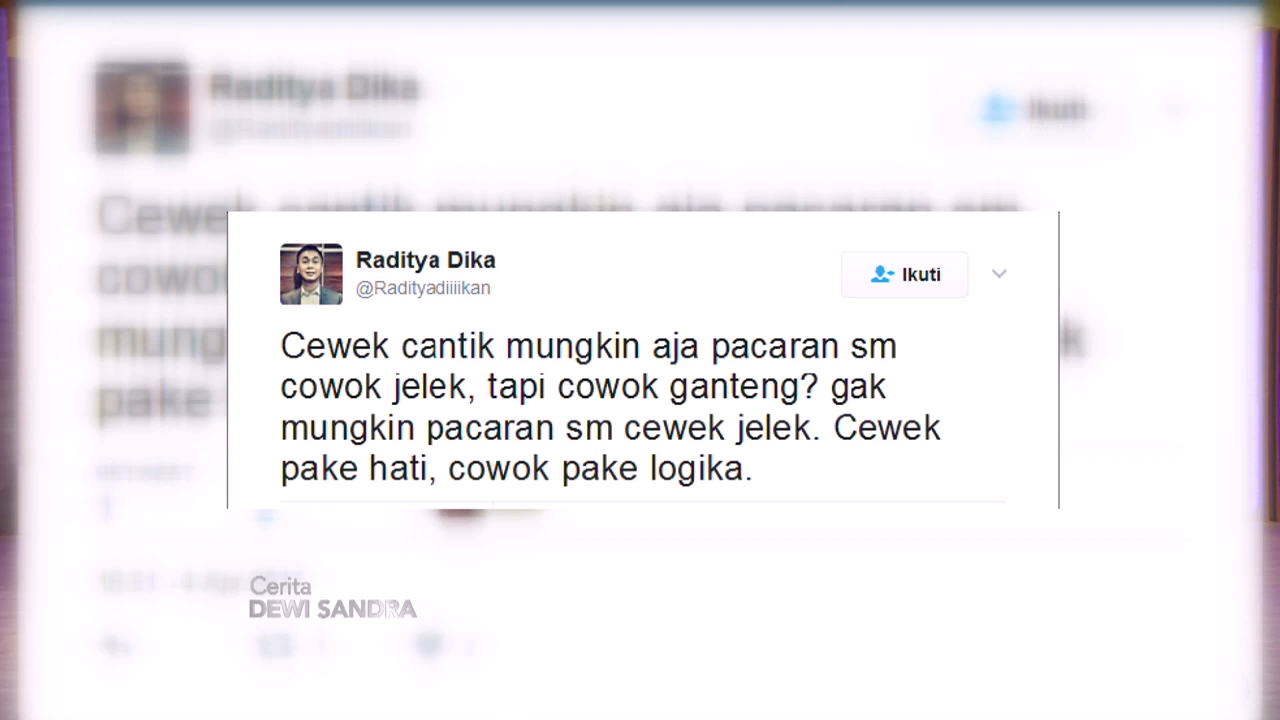 Raditya Dika
@Radityadiiiikan
Ikuti
Cewek cantik mungkin aja pacaran sm
cowok jelek, tapi cowok ganteng? gak
mungkin pacaran sm cewek jelek. Cewek
pake hati, cowok pake logika.
Cerita
DEWI SANDRA